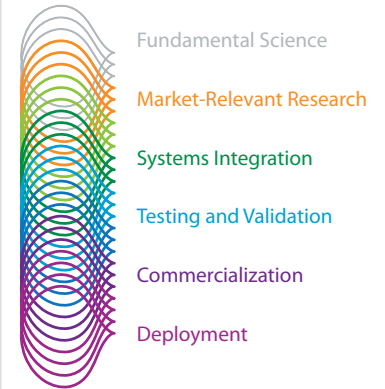 Fundamental Science
Market-Relevant Research
Systems Integration
Testing and Validation
Commercialization
Deployment